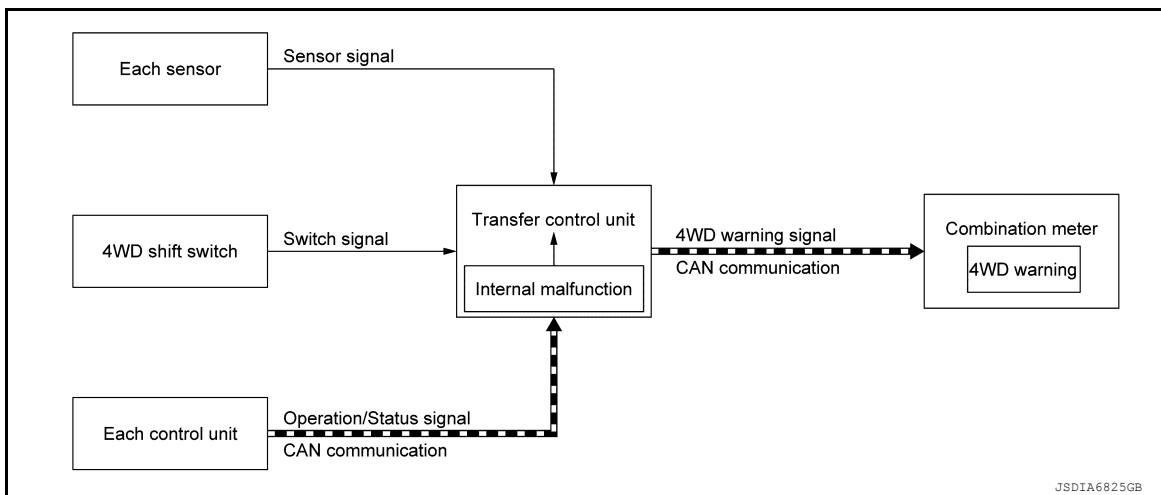 Each sensor
Sensor signal
4WD shift switch
Switch signal
Transfer control unit
Internal malfunction
4WD warning signal
CAN communication
Combination meter
4WD warning
Each control unit
Operation/Status signal
CAN communication
JSDIA6825GB